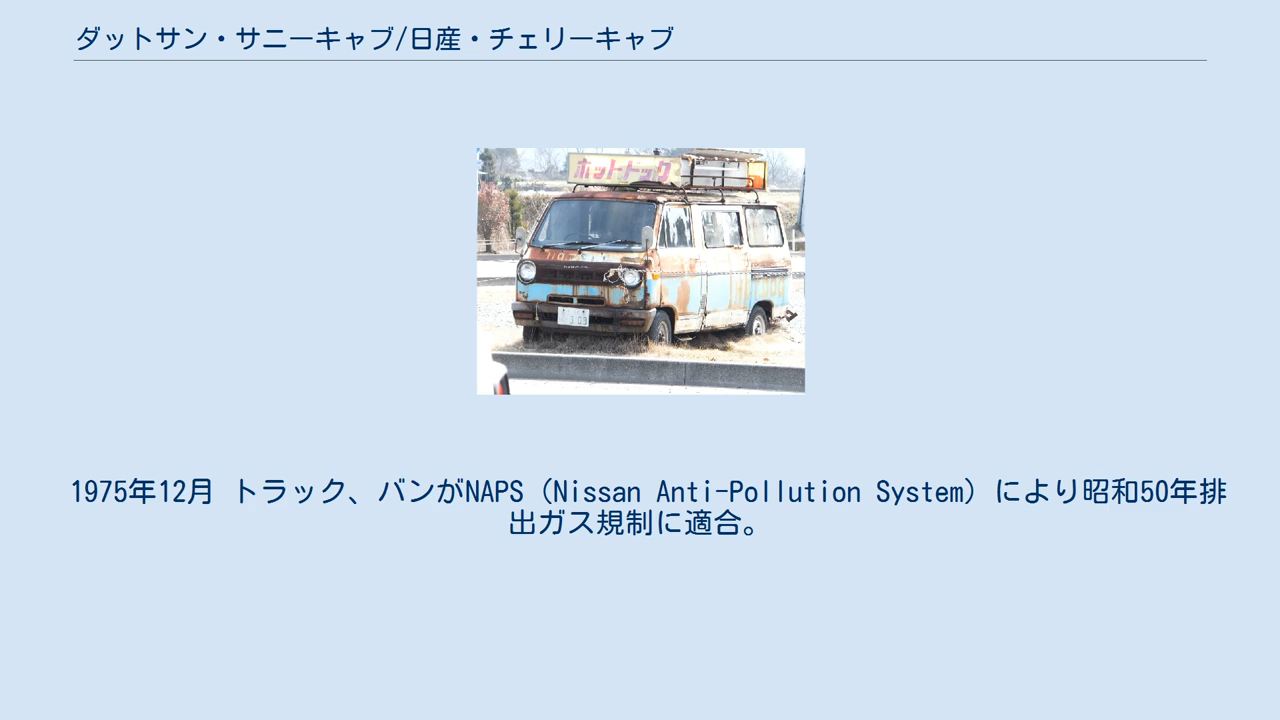 ダットサン・サニーキャブ/日産・チェリーキャブ
ホットドック
1975年12月 トラック、バンがNAPS（Nissan Anti-Pollution System）により昭和50年排
出ガス規制に適合。